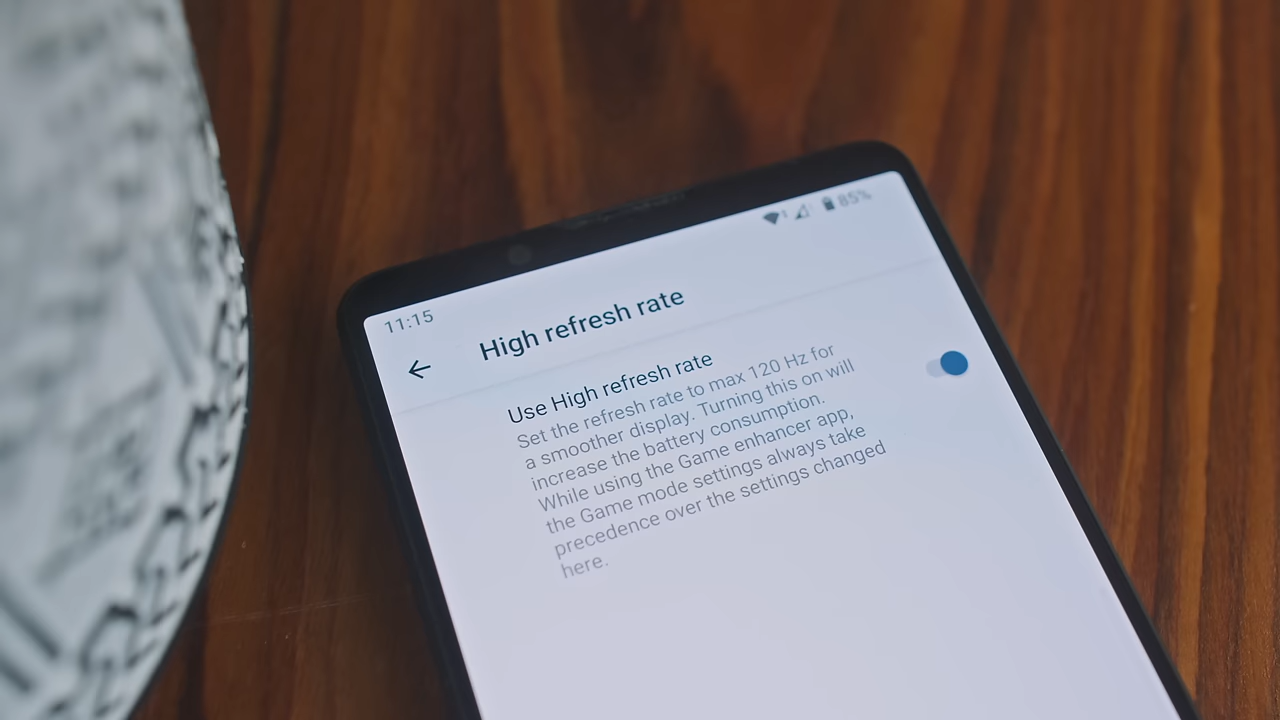 11:15
85%
High refresh rate
Use High refresh rate
Set the refresh rate to max 120 Hz for
a smoother display. Turning this on will
increase the battery consumption.
While using the Game enhancer app,
the Game mode settings always take
precedence over the settings changed
here.